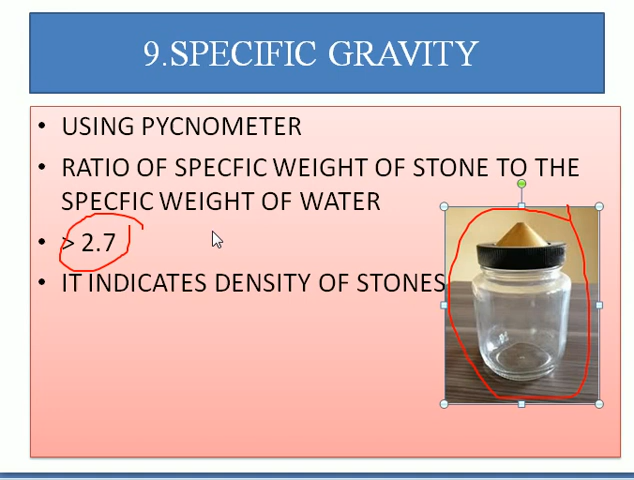 9.SPECIFIC GRAVITY
• USING PYCNOMETER
• RATIO OF SPECFIC WEIGHT OF STONE TO THE
SPECFIC WEIGHT OF WATER
• > 2.7
• IT INDICATES DENSITY OF STONES